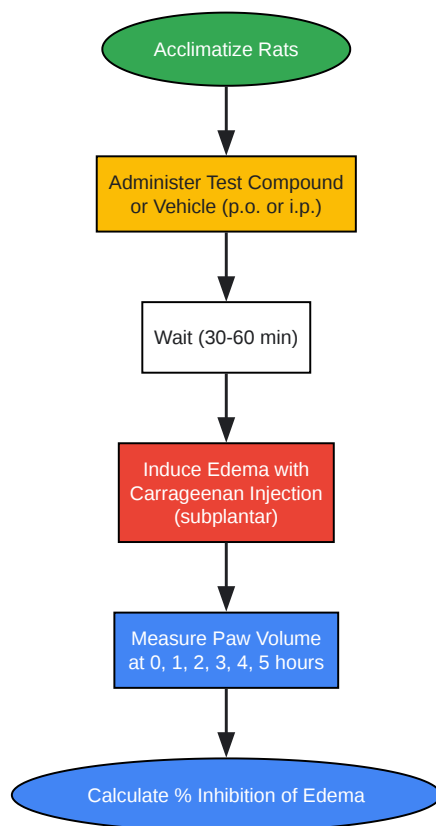 Acclimatize Rats
Administer Test Compound
or Vehicle (p.o. or i.p.)
Wait (30-60 min)
Induce Edema with
Carrageenan Injection
(subplantar)
Measure Paw Volume
at 0, 1, 2, 3, 4, 5 hours
Calculate % Inhibition of Edema